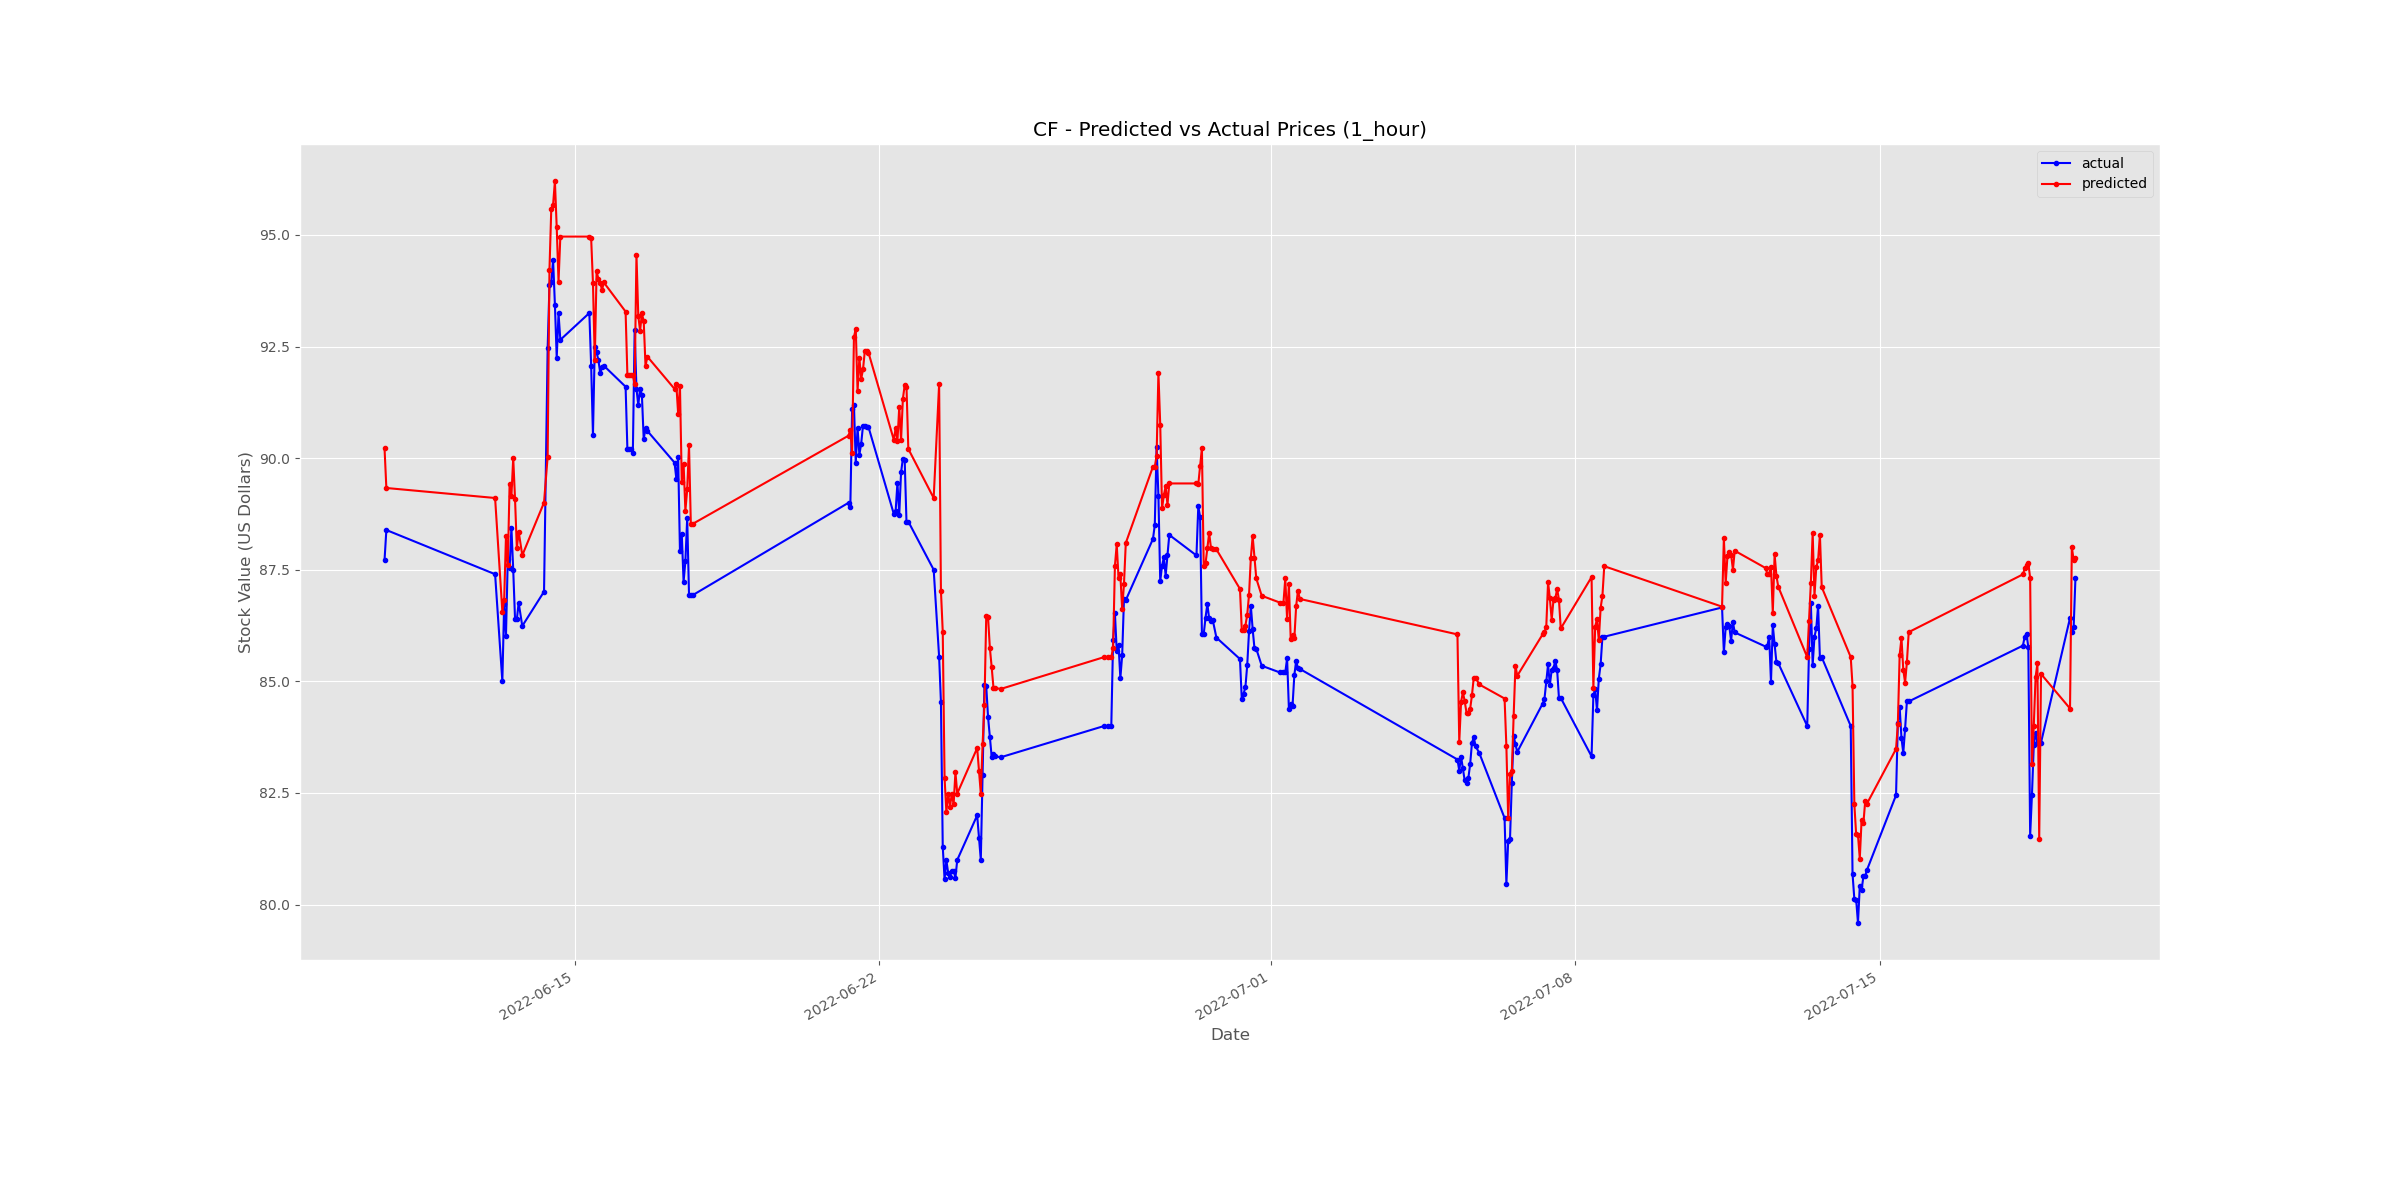 CF - Predicted vs Actual Prices (1_hour)
actual
predicted
Stock Value (US Dollars)
95.0
92.5
90.0
87.5
85.0
82.5
80.0
2022-06-15
2022-06-22
2022-07-01
2022-07-08
2022-07-15
Date